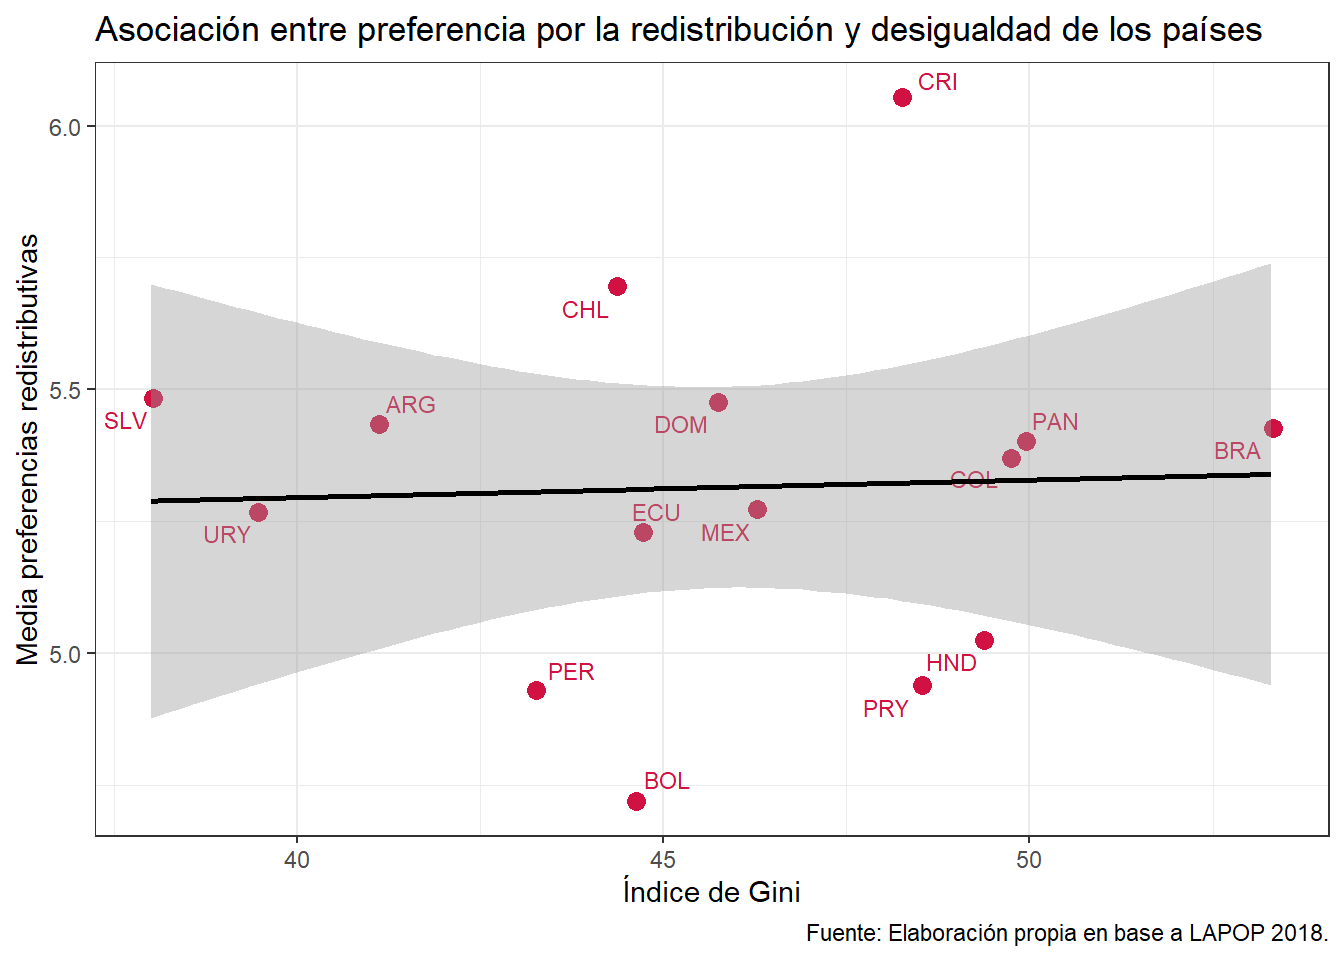 Asociación entre preferencia por la redistribución y desigualdad de los países
CRI
6.0
CHL
5.5
SLV
ARG
DOM
PAN
BRA
COL
URY
ECU
MEX
5.0
PER
HND
PRY
BOL
Media preferencias redistributivas
40
45
50
Índice de Gini
Fuente: Elaboración propia en base a LAPOP 2018.